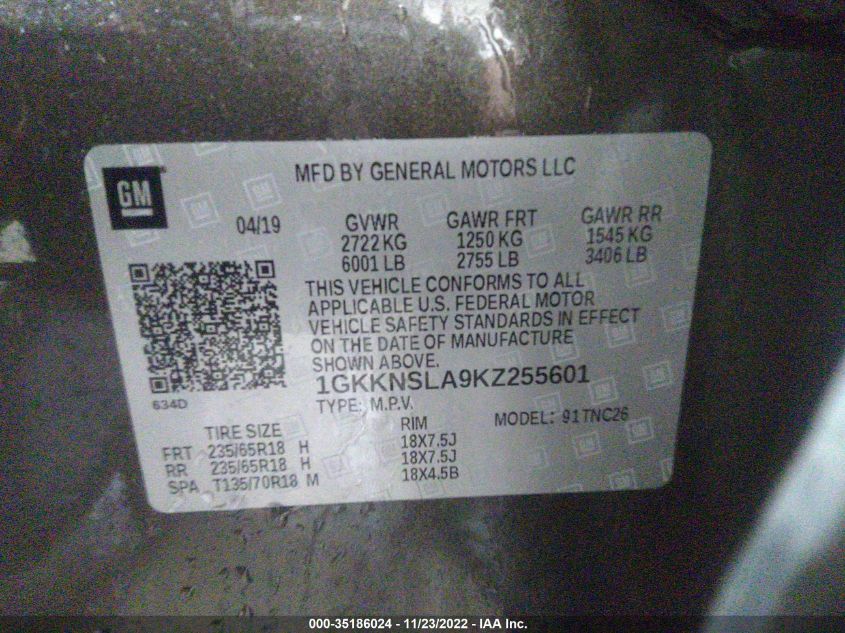 MFD BY GENERAL MOTORS LLC
GM
04/19 GVWR GAWR FRT GAWR RR
2722 KG 1250 KG 1545 KG
6001 LB 2755 LB 3406 LB
THIS VEHICLE CONFORMS TO ALL
APPLICABLE U.S. FEDERAL MOTOR
VEHICLE SAFETY STANDARDS IN EFFECT
ON THE DATE OF MANUFACTURE
SHOWN ABOVE.
1GKKNSLA9KZ255601
634D
TYPE: M.P.V.
MODEL: 91TNC26
TIRE SIZE RIM
FRT 235/65R18 H 18X7.5J
RR 235/65R18 H 18X7.5J
SPA T135/70R18 M 18X4.5B
000-35186024 - 11/23/2022 - IAA Inc.